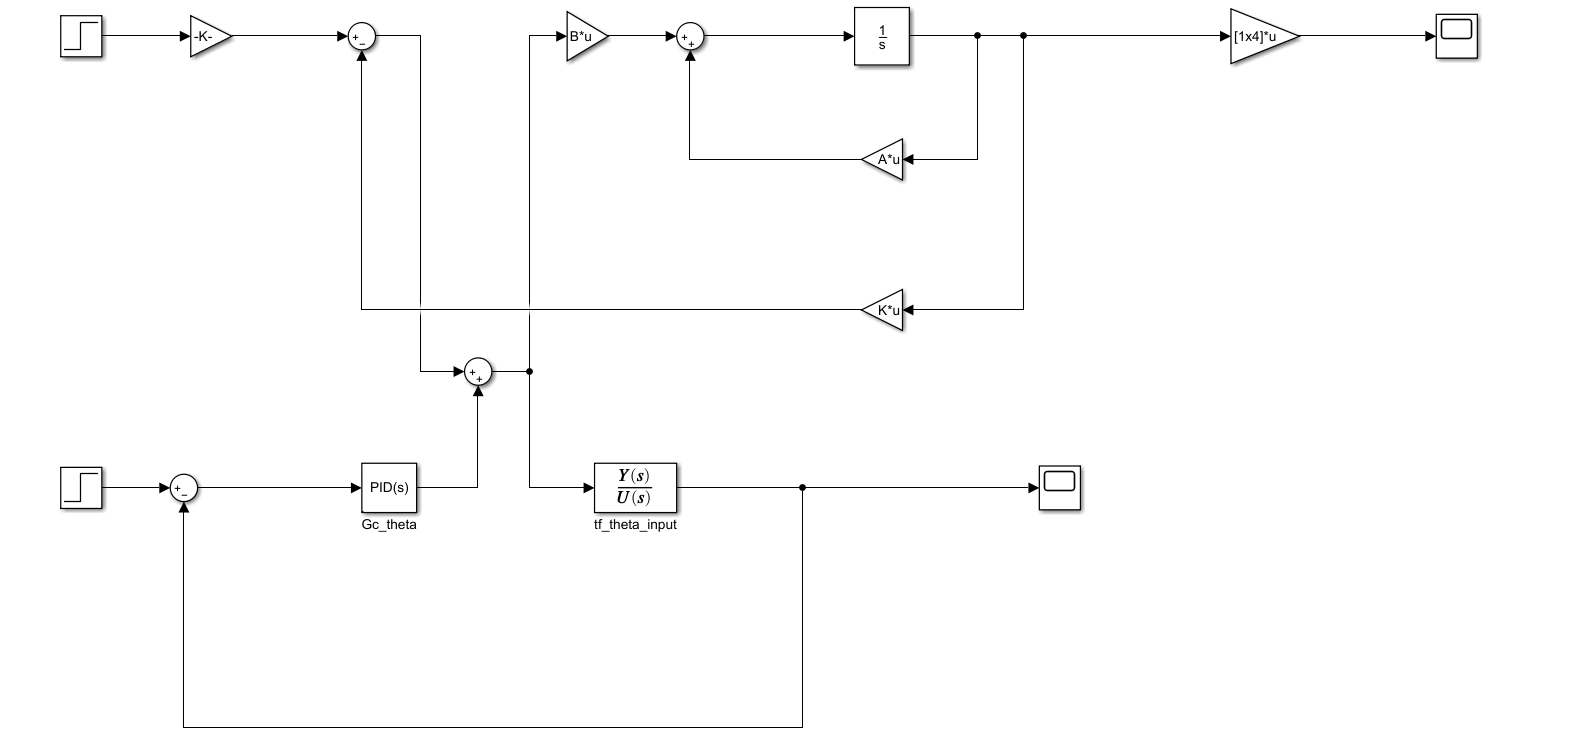 -K-
+
−
B*u
+
+
1
s
[1x4]*u
A*u
K*u
+
+
+
−
PID(s)
Y(s)
U(s)
Gc_theta
tf_theta_input